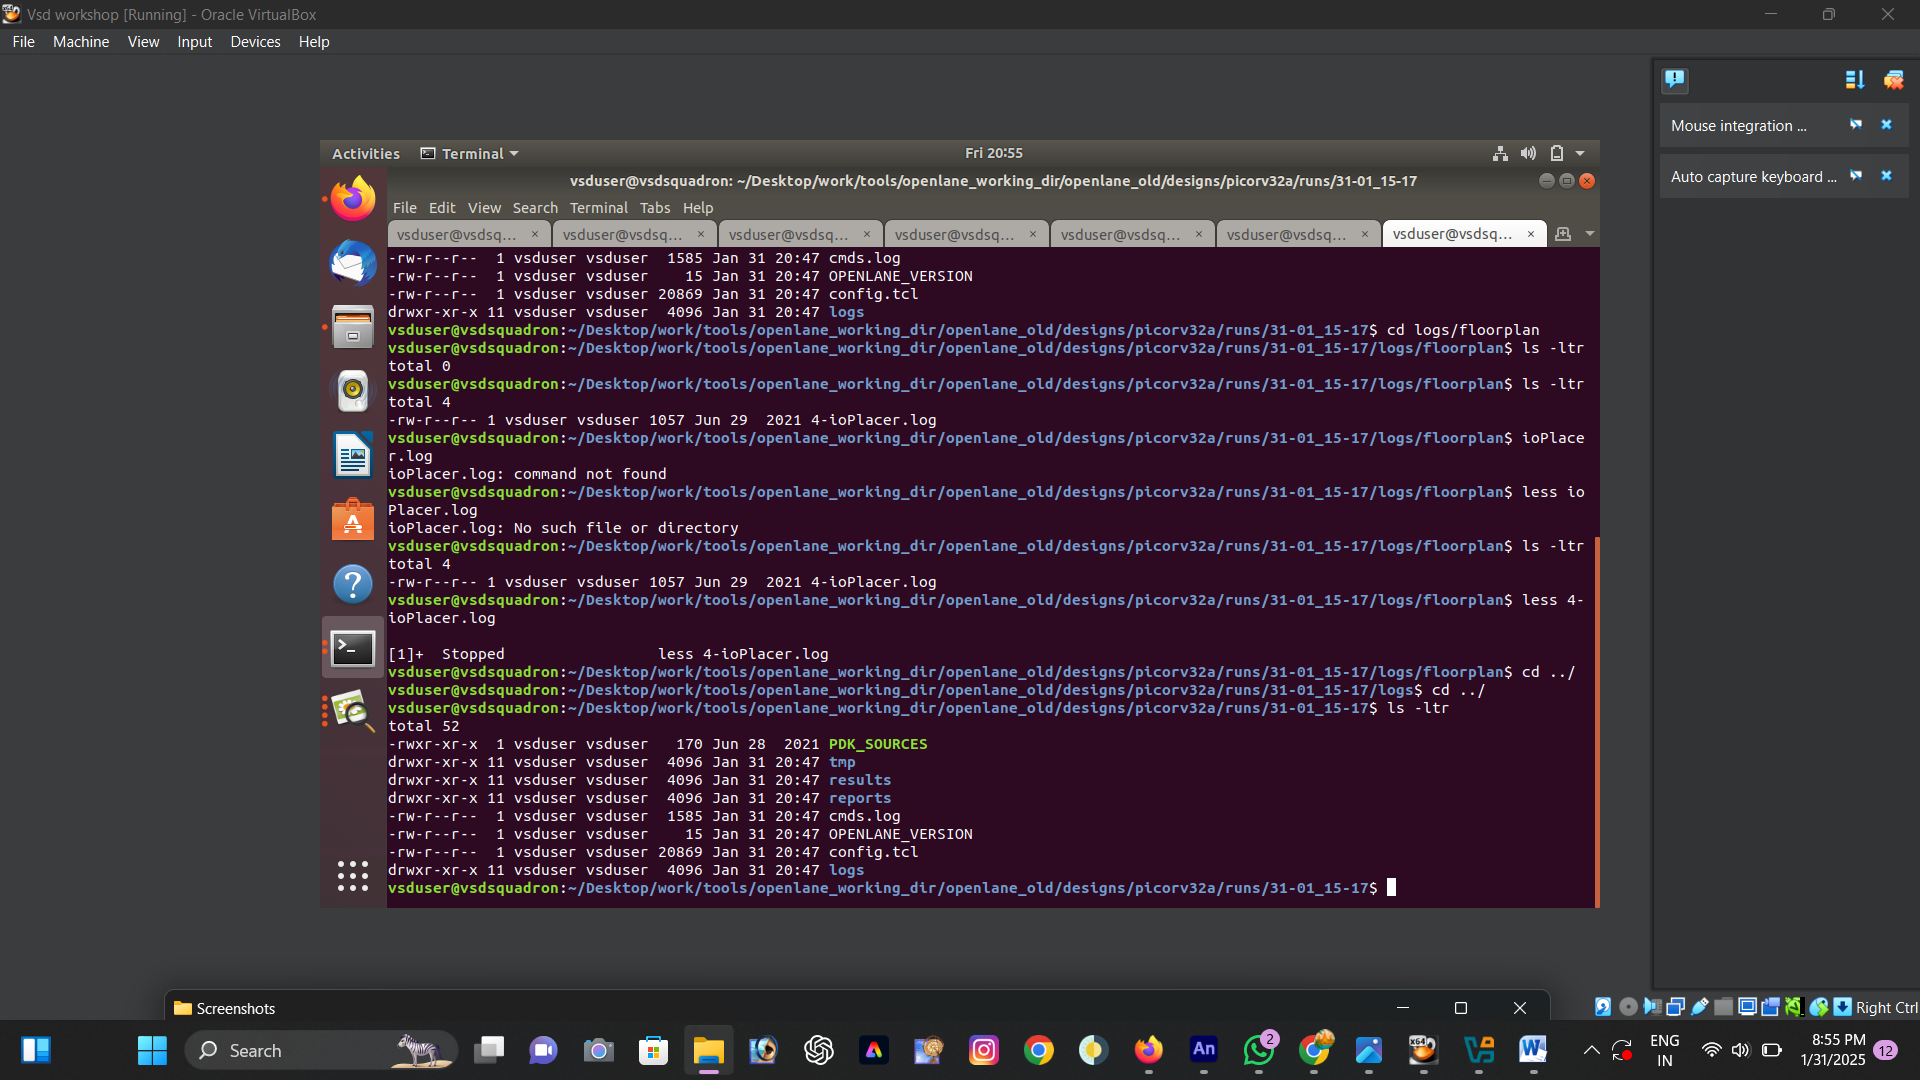 Vsd workshop [Running] - Oracle VirtualBox
File Machine View Input Devices Help
Mouse integration ...
Auto capture keyboard ...
Activities Terminal Fri 20:55
vsduser@vsdsquadron: ~/Desktop/work/tools/openlane_working_dir/openlane_old/designs/picorv32a/runs/31-01_15-17
File Edit View Search Terminal Tabs Help
vsduser@vsdsq... vsduser@vsdsq... vsduser@vsdsq... vsduser@vsdsq... vsduser@vsdsq... vsduser@vsdsq... vsduser@vsdsq...
-rw-r--r--  1 vsduser vsduser  1585 Jan 31 20:47 cmds.log
-rw-r--r--  1 vsduser vsduser    15 Jan 31 20:47 OPENLANE_VERSION
-rw-r--r--  1 vsduser vsduser 20869 Jan 31 20:47 config.tcl
drwxr-xr-x 11 vsduser vsduser  4096 Jan 31 20:47 logs
vsduser@vsdsquadron:~/Desktop/work/tools/openlane_working_dir/openlane_old/designs/picorv32a/runs/31-01_15-17$ cd logs/floorplan
vsduser@vsdsquadron:~/Desktop/work/tools/openlane_working_dir/openlane_old/designs/picorv32a/runs/31-01_15-17/logs/floorplan$ ls -ltr
total 0
vsduser@vsdsquadron:~/Desktop/work/tools/openlane_working_dir/openlane_old/designs/picorv32a/runs/31-01_15-17/logs/floorplan$ ls -ltr
total 4
-rw-r--r-- 1 vsduser vsduser 1057 Jun 29  2021 4-ioPlacer.log
vsduser@vsdsquadron:~/Desktop/work/tools/openlane_working_dir/openlane_old/designs/picorv32a/runs/31-01_15-17/logs/floorplan$ ioPlace
r.log
ioPlacer.log: command not found
vsduser@vsdsquadron:~/Desktop/work/tools/openlane_working_dir/openlane_old/designs/picorv32a/runs/31-01_15-17/logs/floorplan$ less io
Placer.log
ioPlacer.log: No such file or directory
vsduser@vsdsquadron:~/Desktop/work/tools/openlane_working_dir/openlane_old/designs/picorv32a/runs/31-01_15-17/logs/floorplan$ ls -ltr
total 4
-rw-r--r-- 1 vsduser vsduser 1057 Jun 29  2021 4-ioPlacer.log
vsduser@vsdsquadron:~/Desktop/work/tools/openlane_working_dir/openlane_old/designs/picorv32a/runs/31-01_15-17/logs/floorplan$ less 4-
ioPlacer.log
[1]+  Stopped                 less 4-ioPlacer.log
vsduser@vsdsquadron:~/Desktop/work/tools/openlane_working_dir/openlane_old/designs/picorv32a/runs/31-01_15-17/logs/floorplan$ cd ../
vsduser@vsdsquadron:~/Desktop/work/tools/openlane_working_dir/openlane_old/designs/picorv32a/runs/31-01_15-17/logs$ cd ../
vsduser@vsdsquadron:~/Desktop/work/tools/openlane_working_dir/openlane_old/designs/picorv32a/runs/31-01_15-17$ ls -ltr
total 52
-rwxr-xr-x  1 vsduser vsduser   170 Jun 28  2021 PDK_SOURCES
drwxr-xr-x 11 vsduser vsduser  4096 Jan 31 20:47 tmp
drwxr-xr-x 11 vsduser vsduser  4096 Jan 31 20:47 results
drwxr-xr-x 11 vsduser vsduser  4096 Jan 31 20:47 reports
-rw-r--r--  1 vsduser vsduser  1585 Jan 31 20:47 cmds.log
-rw-r--r--  1 vsduser vsduser    15 Jan 31 20:47 OPENLANE_VERSION
-rw-r--r--  1 vsduser vsduser 20869 Jan 31 20:47 config.tcl
drwxr-xr-x 11 vsduser vsduser  4096 Jan 31 20:47 logs
vsduser@vsdsquadron:~/Desktop/work/tools/openlane_working_dir/openlane_old/designs/picorv32a/runs/31-01_15-17$
Screenshots
Right Ctrl
Search
An
2
x64
W
ENG
IN
8:55 PM
1/31/2025
12